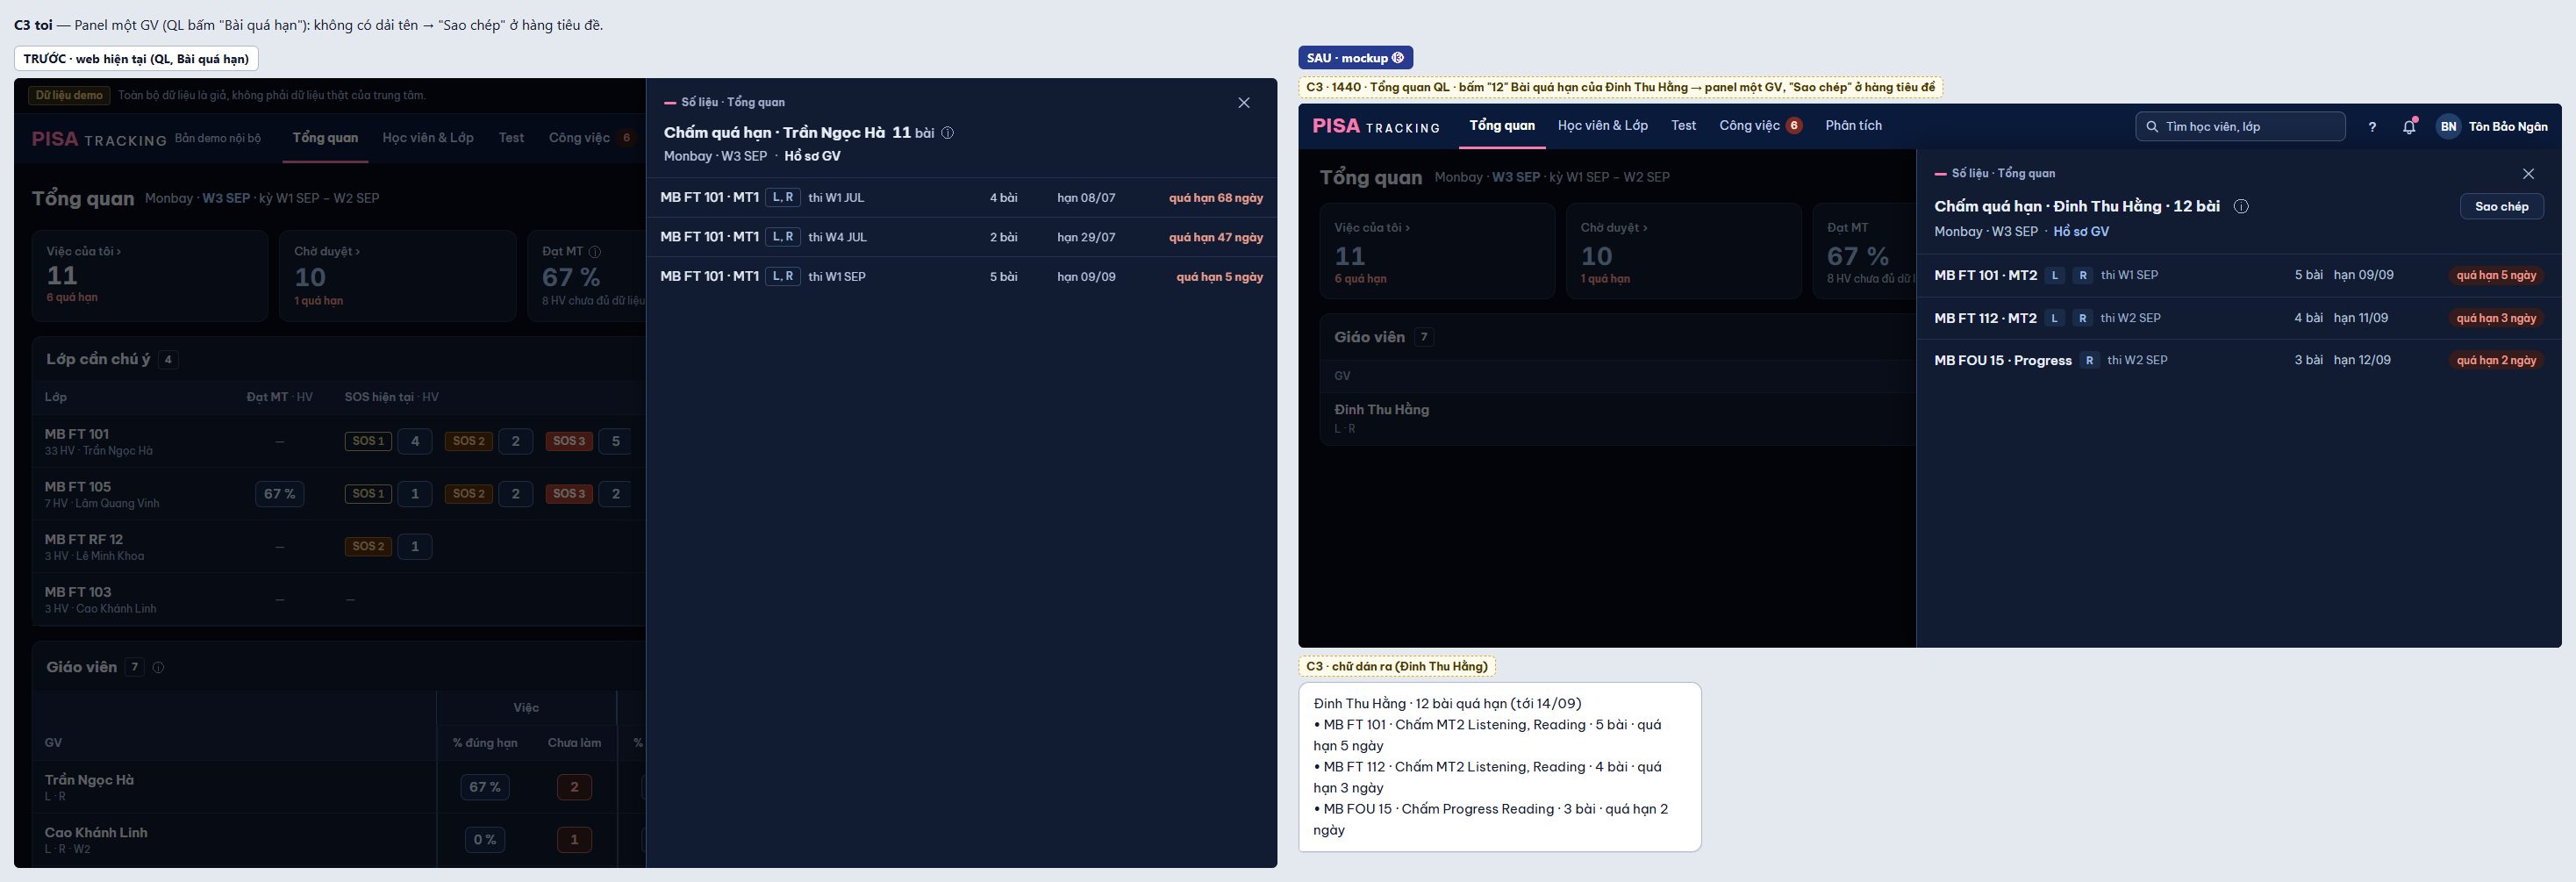 C3 toi — Panel một GV (QL bấm "Bài quá hạn"): không có dải tên → "Sao chép" ở hàng tiêu đề.
TRƯỚC · web hiện tại (QL, Bài quá hạn)
Dữ liệu demo Toàn bộ dữ liệu là giả, không phải dữ liệu thật của trung tâm.
PISA TRACKING Bản demo nội bộ Tổng quan Học viên & Lớp Test Công việc 6
Tổng quan Monbay · W3 SEP · kỳ W1 SEP – W2 SEP
Việc của tôi › Chờ duyệt › Đạt MT
11 10 67 %
6 quá hạn 1 quá hạn 8 HV chưa đủ dữ liệu
Lớp cần chú ý 4
Lớp Đạt MT · HV SOS hiện tại · HV
MB FT 101 — SOS 1 4 SOS 2 2 SOS 3 5
33 HV · Trần Ngọc Hà
MB FT 105 67 % SOS 1 1 SOS 2 2 SOS 3 2
7 HV · Lâm Quang Vinh
MB FT RF 12 — SOS 2 1
3 HV · Lê Minh Khoa
MB FT 103 — —
3 HV · Cao Khánh Linh
Giáo viên 7
Việc
GV % đúng hạn Chưa làm %
Trần Ngọc Hà 67 % 2
L · R
Cao Khánh Linh 0 % 1
L · R · W2
Số liệu · Tổng quan
Chấm quá hạn · Trần Ngọc Hà 11 bài
Monbay · W3 SEP · Hồ sơ GV
MB FT 101 · MT1 L, R thi W1 JUL 4 bài hạn 08/07 quá hạn 68 ngày
MB FT 101 · MT1 L, R thi W4 JUL 2 bài hạn 29/07 quá hạn 47 ngày
MB FT 101 · MT1 L, R thi W1 SEP 5 bài hạn 09/09 quá hạn 5 ngày
SAU · mockup
C3 · 1440 · Tổng quan QL · bấm "12" Bài quá hạn của Đinh Thu Hằng → panel một GV, "Sao chép" ở hàng tiêu đề
PISA TRACKING Tổng quan Học viên & Lớp Test Công việc 6 Phân tích Tìm học viên, lớp ? BN Tôn Bảo Ngân
Tổng quan Monbay · W3 SEP · kỳ W1 SEP – W2 SEP
Việc của tôi › Chờ duyệt › Đạt MT
11 10 67 %
6 quá hạn 1 quá hạn 8 HV chưa đủ dữ l
Giáo viên 7
GV
Đinh Thu Hằng
L · R
Số liệu · Tổng quan
Chấm quá hạn · Đinh Thu Hằng · 12 bài Sao chép
Monbay · W3 SEP · Hồ sơ GV
MB FT 101 · MT2 L R thi W1 SEP 5 bài hạn 09/09 quá hạn 5 ngày
MB FT 112 · MT2 L R thi W2 SEP 4 bài hạn 11/09 quá hạn 3 ngày
MB FOU 15 · Progress R thi W2 SEP 3 bài hạn 12/09 quá hạn 2 ngày
C3 · chữ dán ra (Đinh Thu Hằng)
Đinh Thu Hằng · 12 bài quá hạn (tới 14/09)
• MB FT 101 · Chấm MT2 Listening, Reading · 5 bài · quá
hạn 5 ngày
• MB FT 112 · Chấm MT2 Listening, Reading · 4 bài · quá
hạn 3 ngày
• MB FOU 15 · Chấm Progress Reading · 3 bài · quá hạn 2
ngày